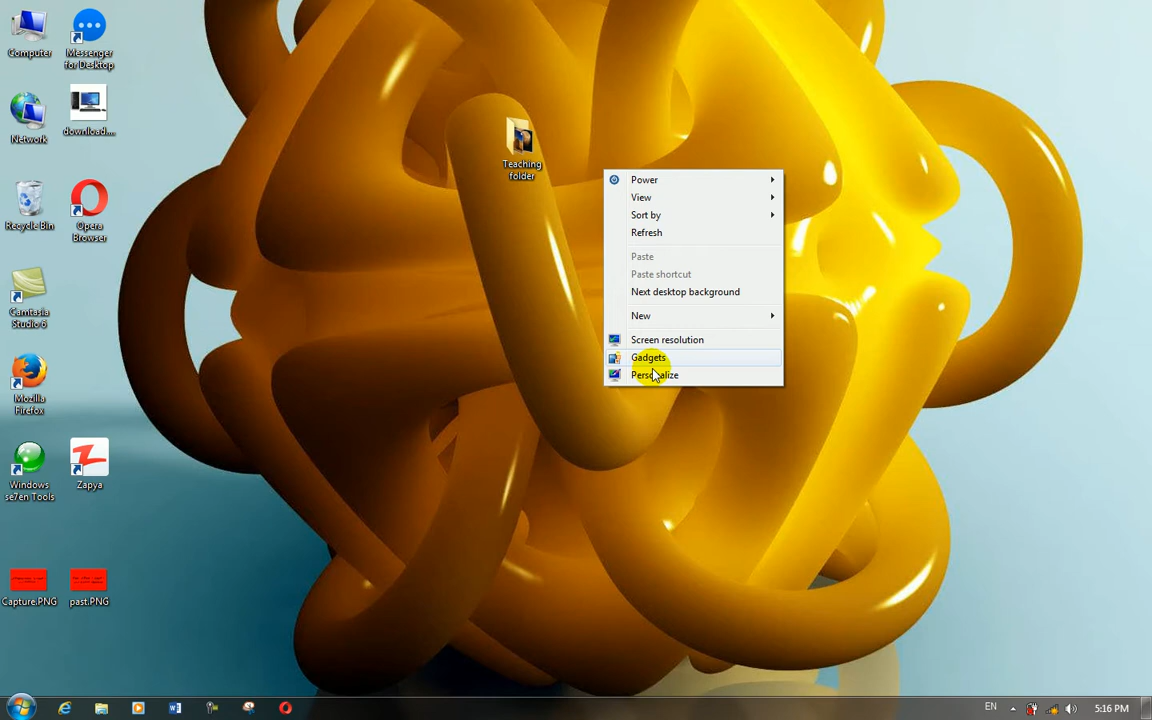 Computer
Messenger
for Desktop
Network
download....
Teaching
folder
Recycle Bin
Opera
Browser
Camtasia
Studio 6
Mozilla
Firefox
Windows
se7en Tools
Zapya
Capture.PNG
past.PNG
Power
View
Sort by
Refresh
Paste
Paste shortcut
Next desktop background
New
Screen resolution
Gadgets
Personalize
EN
5:16 PM